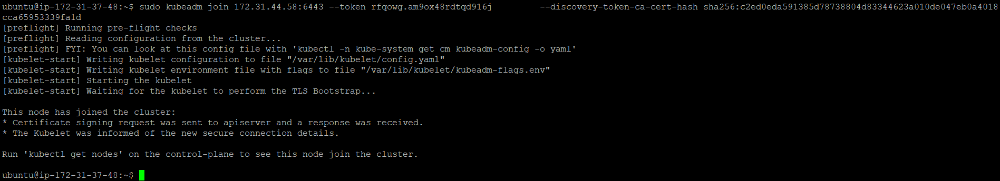 ubuntu@ip-172-31-37-48:~$ sudo kubeadm join 172.31.44.58:6443 --token rfqowg.am9ox48rdtqd916j         --discovery-token-ca-cert-hash sha256:c2ed0eda591385d78738804d83344623a010de047eb0a4018
cca65953339fa1d
[preflight] Running pre-flight checks
[preflight] Reading configuration from the cluster...
[preflight] FYI: You can look at this config file with 'kubectl -n kube-system get cm kubeadm-config -o yaml'
[kubelet-start] Writing kubelet configuration to file "/var/lib/kubelet/config.yaml"
[kubelet-start] Writing kubelet environment file with flags to file "/var/lib/kubelet/kubeadm-flags.env"
[kubelet-start] Starting the kubelet
[kubelet-start] Waiting for the kubelet to perform the TLS Bootstrap...
This node has joined the cluster:
* Certificate signing request was sent to apiserver and a response was received.
* The Kubelet was informed of the new secure connection details.
Run 'kubectl get nodes' on the control-plane to see this node join the cluster.
ubuntu@ip-172-31-37-48:~$